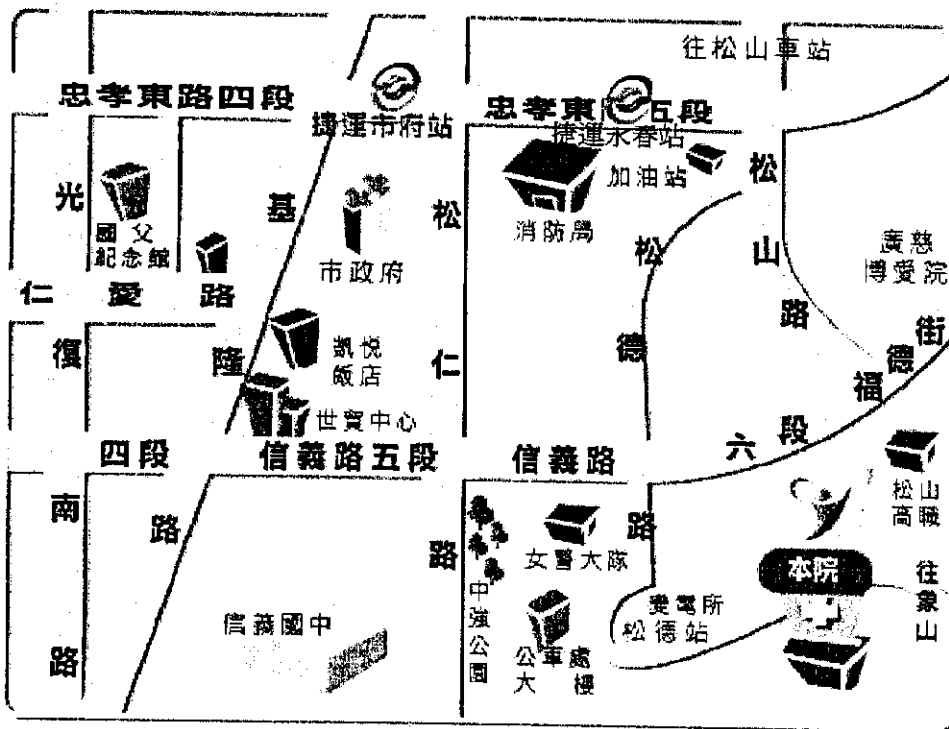 往松山車站
忠孝東路四段
捷運市府站
忠孝東 五段
捷運永春站
加油站
消防局
國父
紀念館
市政府
光復南路
仁愛路
基隆路
松仁路
松德路
松山路
廣慈
博愛院
福德街
凱悅
飯店
世貿中心
四段
信義路五段
信義路
六段
松山
高職
女警大隊
本院
往象山
變電所
松德站
中強公園
信義國中
公車處
大樓